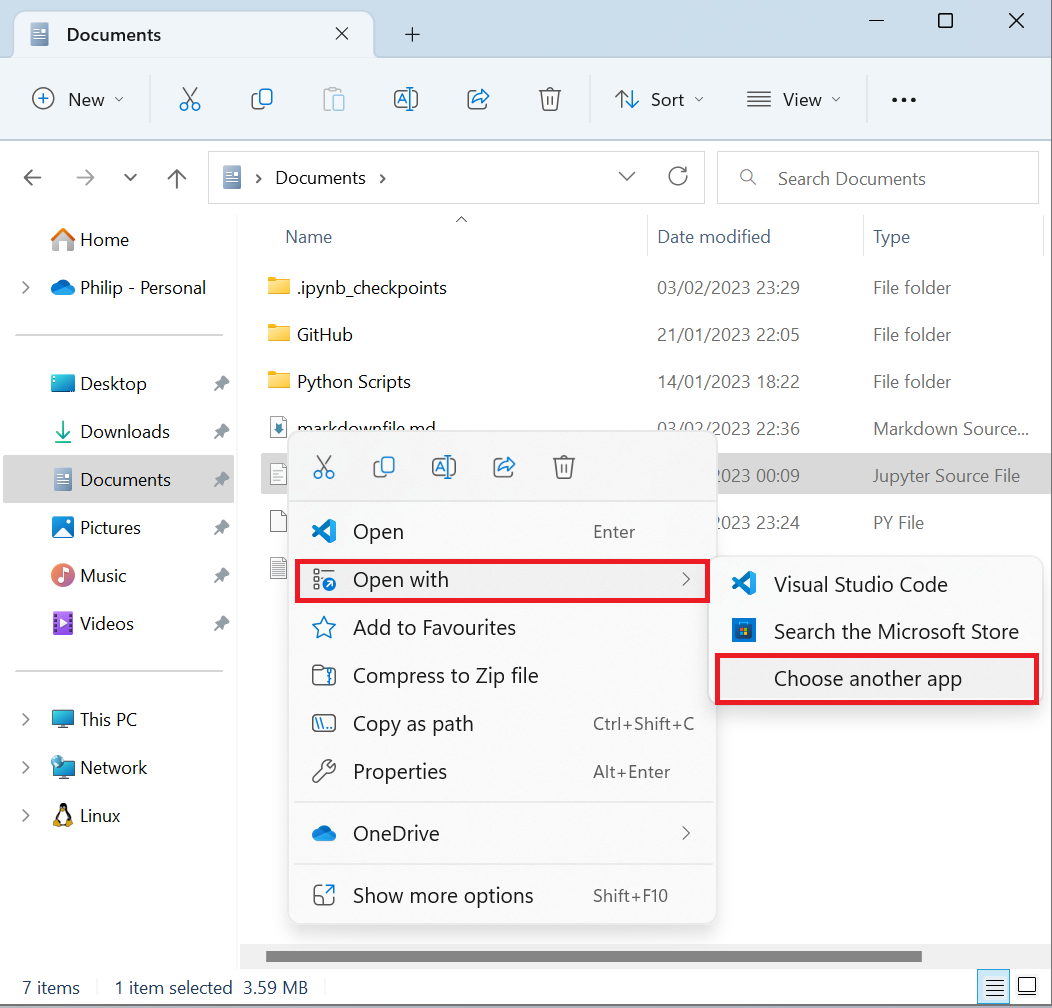 Documents
New
Sort
View
Documents
Search Documents
Name Date modified Type
Home
Philip - Personal
Desktop
Downloads
Documents
Pictures
Music
Videos
This PC
Network
Linux
.ipynb_checkpoints 03/02/2023 23:29 File folder
GitHub 21/01/2023 22:05 File folder
Python Scripts 14/01/2023 18:22 File folder
markdownfile.md 03/02/2023 22:36 Markdown Source...
2023 00:09 Jupyter Source File
2023 23:24 PY File
Open Enter
Open with
Add to Favourites
Compress to Zip file
Copy as path Ctrl+Shift+C
Properties Alt+Enter
OneDrive
Show more options Shift+F10
Visual Studio Code
Search the Microsoft Store
Choose another app
7 items 1 item selected 3.59 MB